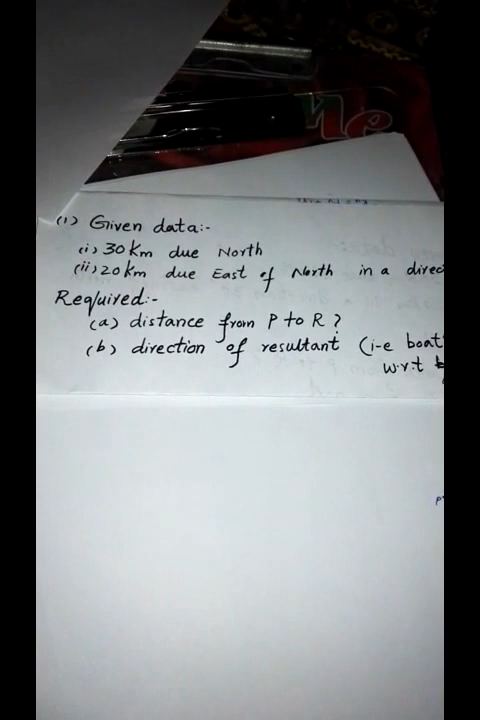 (1) Given data:-
(i) 30 km due North
(ii) 20 km due East of North in a direc
Required:-
(a) distance from P to R ?
(b) direction of resultant (i-e boat
w.r.t